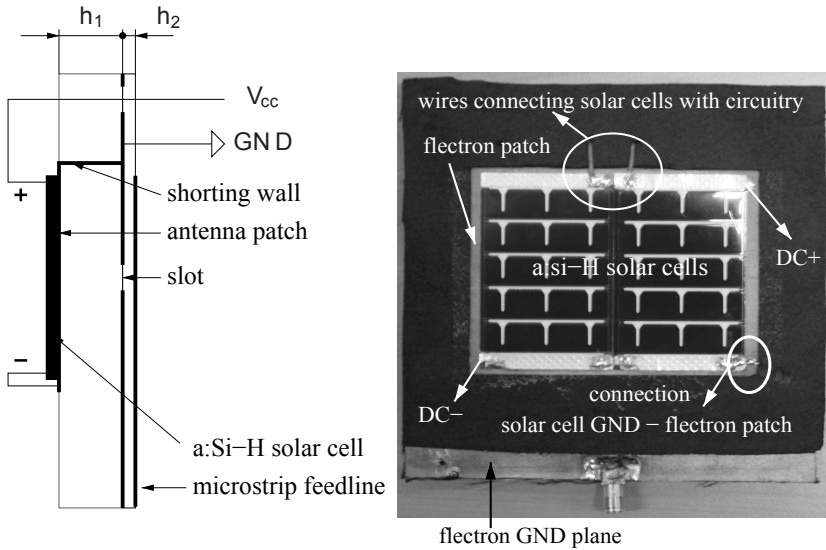 h1
h2
Vcc
GND
shorting wall
+
antenna patch
slot
−
a:Si−H solar cell
microstrip feedline
wires connecting solar cells with circuitry
flectron patch
DC+
a:si−H solar cells
DC−
connection
solar cell GND − flectron patch
flectron GND plane